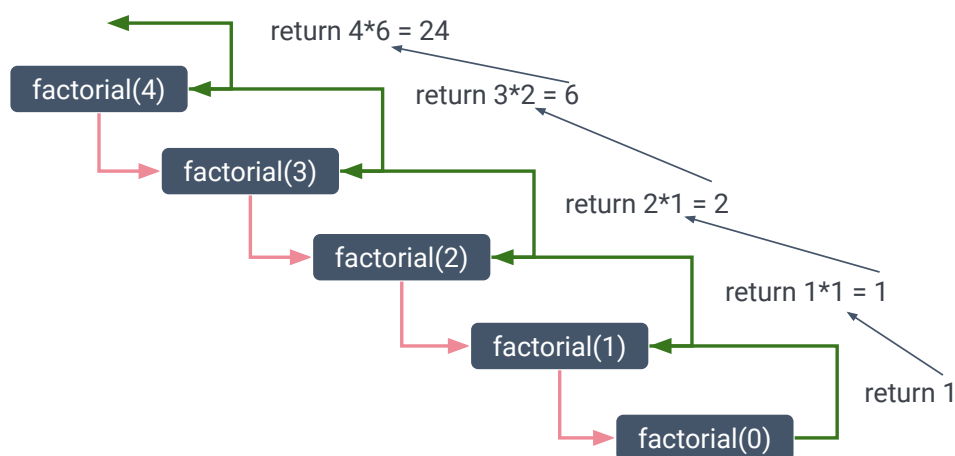 return 4*6 = 24
factorial(4)
return 3*2 = 6
factorial(3)
return 2*1 = 2
factorial(2)
return 1*1 = 1
factorial(1)
return 1
factorial(0)